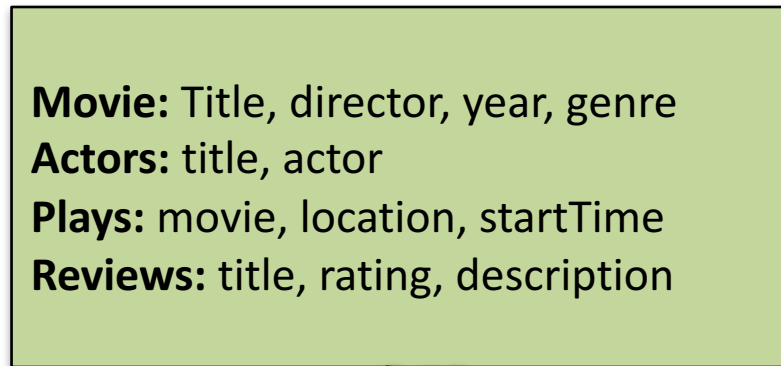 Movie: Title, director, year, genre
Actors: title, actor
Plays: movie, location, startTime
Reviews: title, rating, description